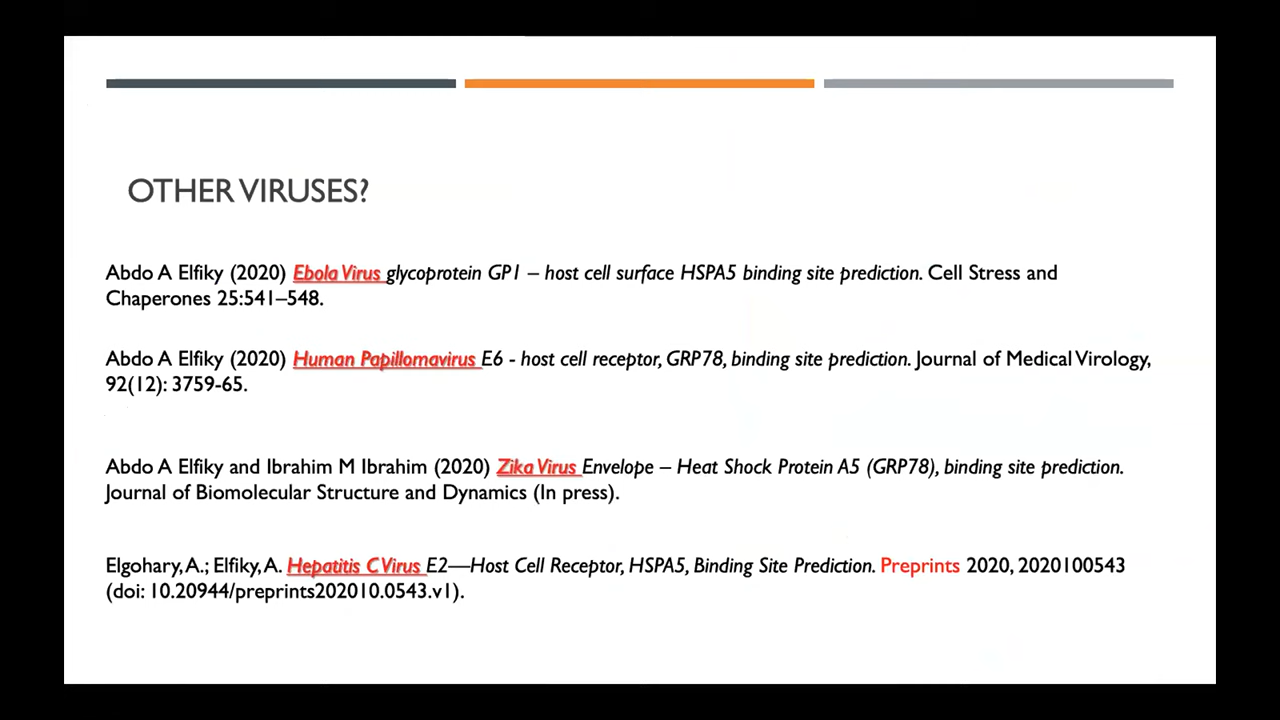 OTHER VIRUSES?
Abdo A Elfiky (2020) Ebola Virus glycoprotein GP1 – host cell surface HSPA5 binding site prediction. Cell Stress and
Chaperones 25:541–548.
Abdo A Elfiky (2020) Human Papillomavirus E6 - host cell receptor, GRP78, binding site prediction. Journal of Medical Virology,
92(12): 3759-65.
Abdo A Elfiky and Ibrahim M Ibrahim (2020) Zika Virus Envelope – Heat Shock Protein A5 (GRP78), binding site prediction.
Journal of Biomolecular Structure and Dynamics (In press).
Elgohary, A.; Elfiky, A. Hepatitis C Virus E2—Host Cell Receptor, HSPA5, Binding Site Prediction. Preprints 2020, 2020100543
(doi: 10.20944/preprints202010.0543.v1).